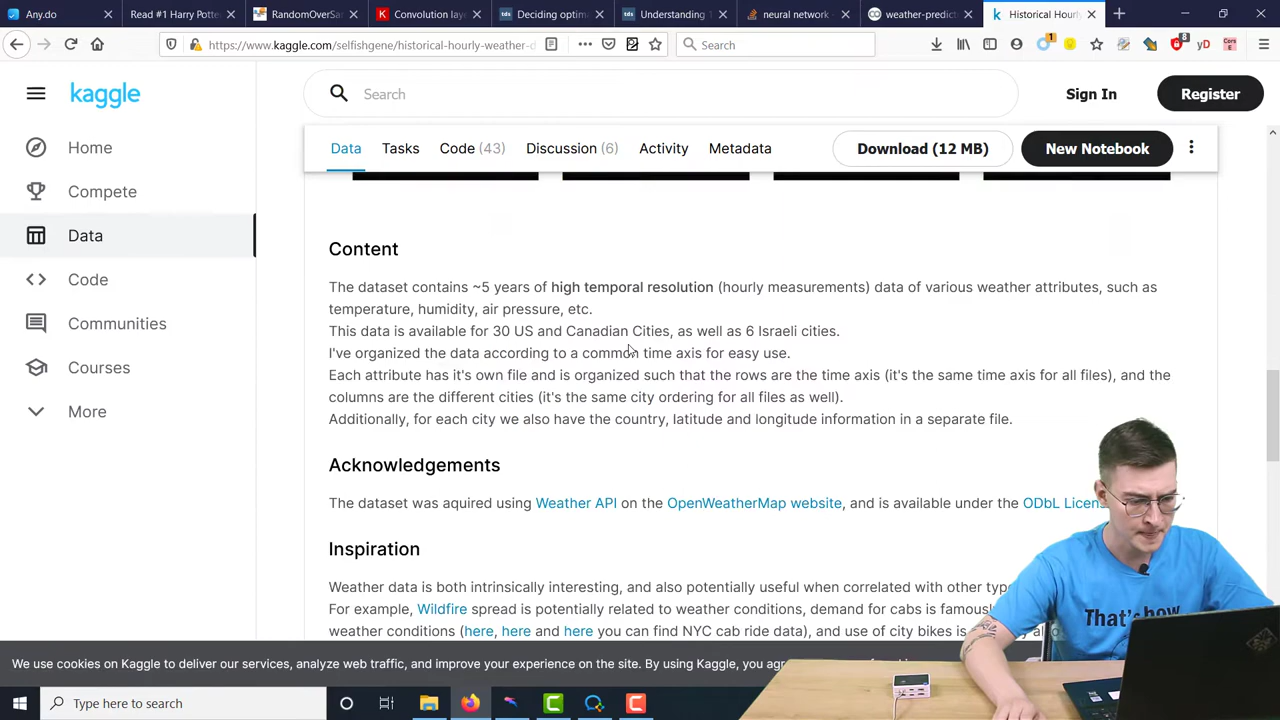 Any.do
Read #1 Harry Potte
RandomOverSa
Convolution laye
Deciding optima
Understanding 1
neural network -
weather-predict
Historical Hourly
https://www.kaggle.com/selfishgene/historical-hourly-weather-d
Search
1
8
yD
kaggle
Search
Sign In
Register
Home
Compete
Data
Code
Communities
Courses
More
Data
Tasks
Code (43)
Discussion (6)
Activity
Metadata
Download (12 MB)
New Notebook
Content
The dataset contains ~5 years of high temporal resolution (hourly measurements) data of various weather attributes, such as
temperature, humidity, air pressure, etc.
This data is available for 30 US and Canadian Cities, as well as 6 Israeli cities.
I've organized the data according to a common time axis for easy use.
Each attribute has it's own file and is organized such that the rows are the time axis (it's the same time axis for all files), and the
columns are the different cities (it's the same city ordering for all files as well).
Additionally, for each city we also have the country, latitude and longitude information in a separate file.
Acknowledgements
The dataset was aquired using Weather API on the OpenWeatherMap website, and is available under the ODbL Licen
Inspiration
Weather data is both intrinsically interesting, and also potentially useful when correlated with other typ
For example, Wildfire spread is potentially related to weather conditions, demand for cabs is famous
weather conditions (here, here and here you can find NYC cab ride data), and use of city bikes is
We use cookies on Kaggle to deliver our services, analyze web traffic, and improve your experience on the site. By using Kaggle, you ag
That's how
Type here to search